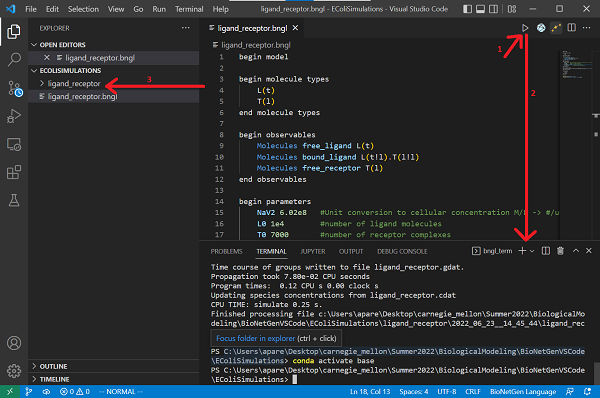 File Edit Selection View Go Run Terminal Help ligand_receptor.bngl - EColiSimulations - Visual Studio Code
EXPLORER
OPEN EDITORS
ligand_receptor.bngl
ECOLISIMULATIONS
ligand_receptor
ligand_receptor.bngl
OUTLINE
TIMELINE
ligand_receptor.bngl
ligand_receptor.bngl
1 begin model
2
3 begin molecule types
4 L(t)
5 T(l)
6 end molecule types
7
8 begin observables
9 Molecules free_ligand L(t)
10 Molecules bound_ligand L(t!l).T(l!l)
11 Molecules free_receptor T(l)
12 end observables
13
14 begin parameters
15 NaV2 6.02e8 #Unit conversion to cellular concentration M/ -> #/u
16 L0 1e4 #number of ligand molecules
17 T0 7000 #number of receptor complexes
1
2
3
PROBLEMS TERMINAL JUPYTER OUTPUT DEBUG CONSOLE bngl_term
Time course of groups written to file ligand_receptor.gdat.
Propagation took 7.80e-02 CPU seconds
Program times: 0.12 CPU s 0.00 clock s
Updating species concentrations from ligand_receptor.cdat
CPU TIME: simulate 0.25 s.
Finished processing file c:\users\apare\Desktop\carnegie_mellon\Summer2022\BiologicalMo
deling\BioNetGenVSCode\EColiSimulations\ligand_receptor\2022_06_23__14_45_44\ligand_rec
Focus folder in explorer (ctrl + click)
PS C:\Users\apare\Desktop\carnegie_mellon\Summer2022\BiologicalModeling\BioNetGenVSCode
\EColiSimulations> conda activate base
PS C:\Users\apare\Desktop\carnegie_mellon\Summer2022\BiologicalModeling\BioNetGenVSCode
\EColiSimulations>
0 0 -- NORMAL -- Ln 18, Col 13 Spaces: 4 UTF-8 CRLF BioNetGen Language